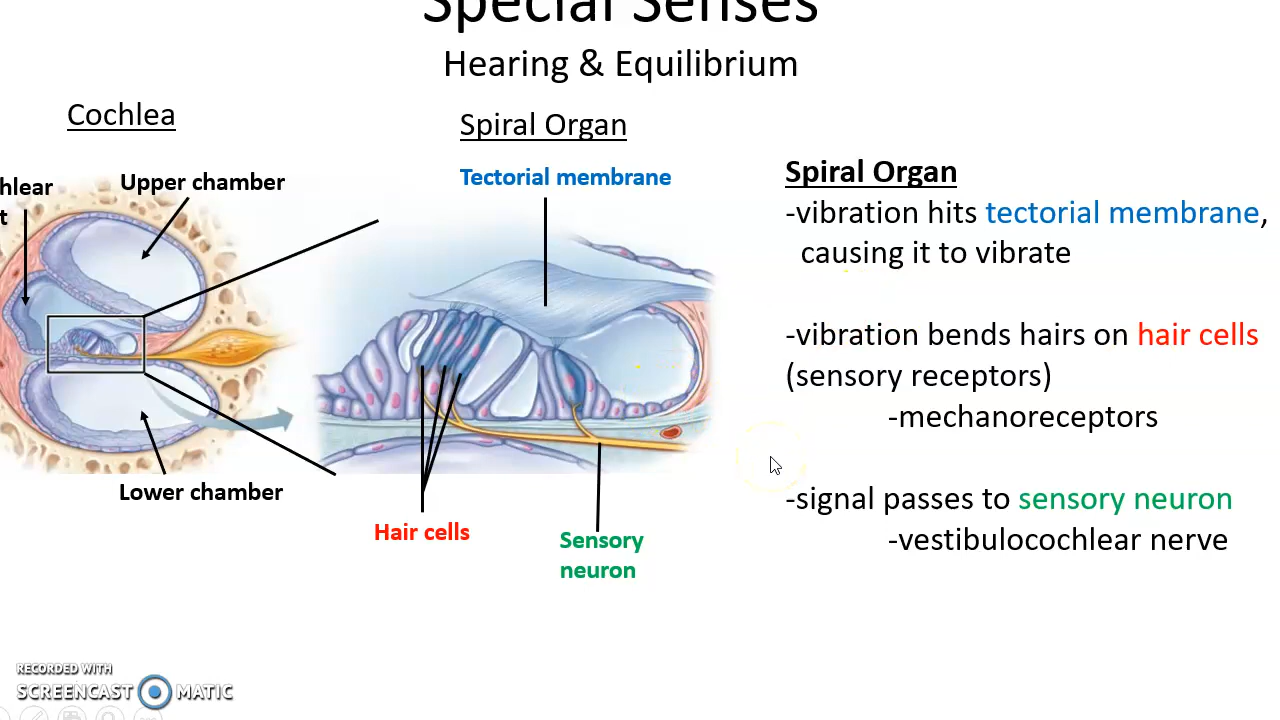 Special Senses
Hearing & Equilibrium
Cochlea
Spiral Organ
hlear
t
Upper chamber
Tectorial membrane
Lower chamber
Hair cells
Sensory
neuron
Spiral Organ
-vibration hits tectorial membrane,
causing it to vibrate
-vibration bends hairs on hair cells
(sensory receptors)
-mechanoreceptors
-signal passes to sensory neuron
-vestibulocochlear nerve
RECORDED WITH
SCREENCAST MATIC